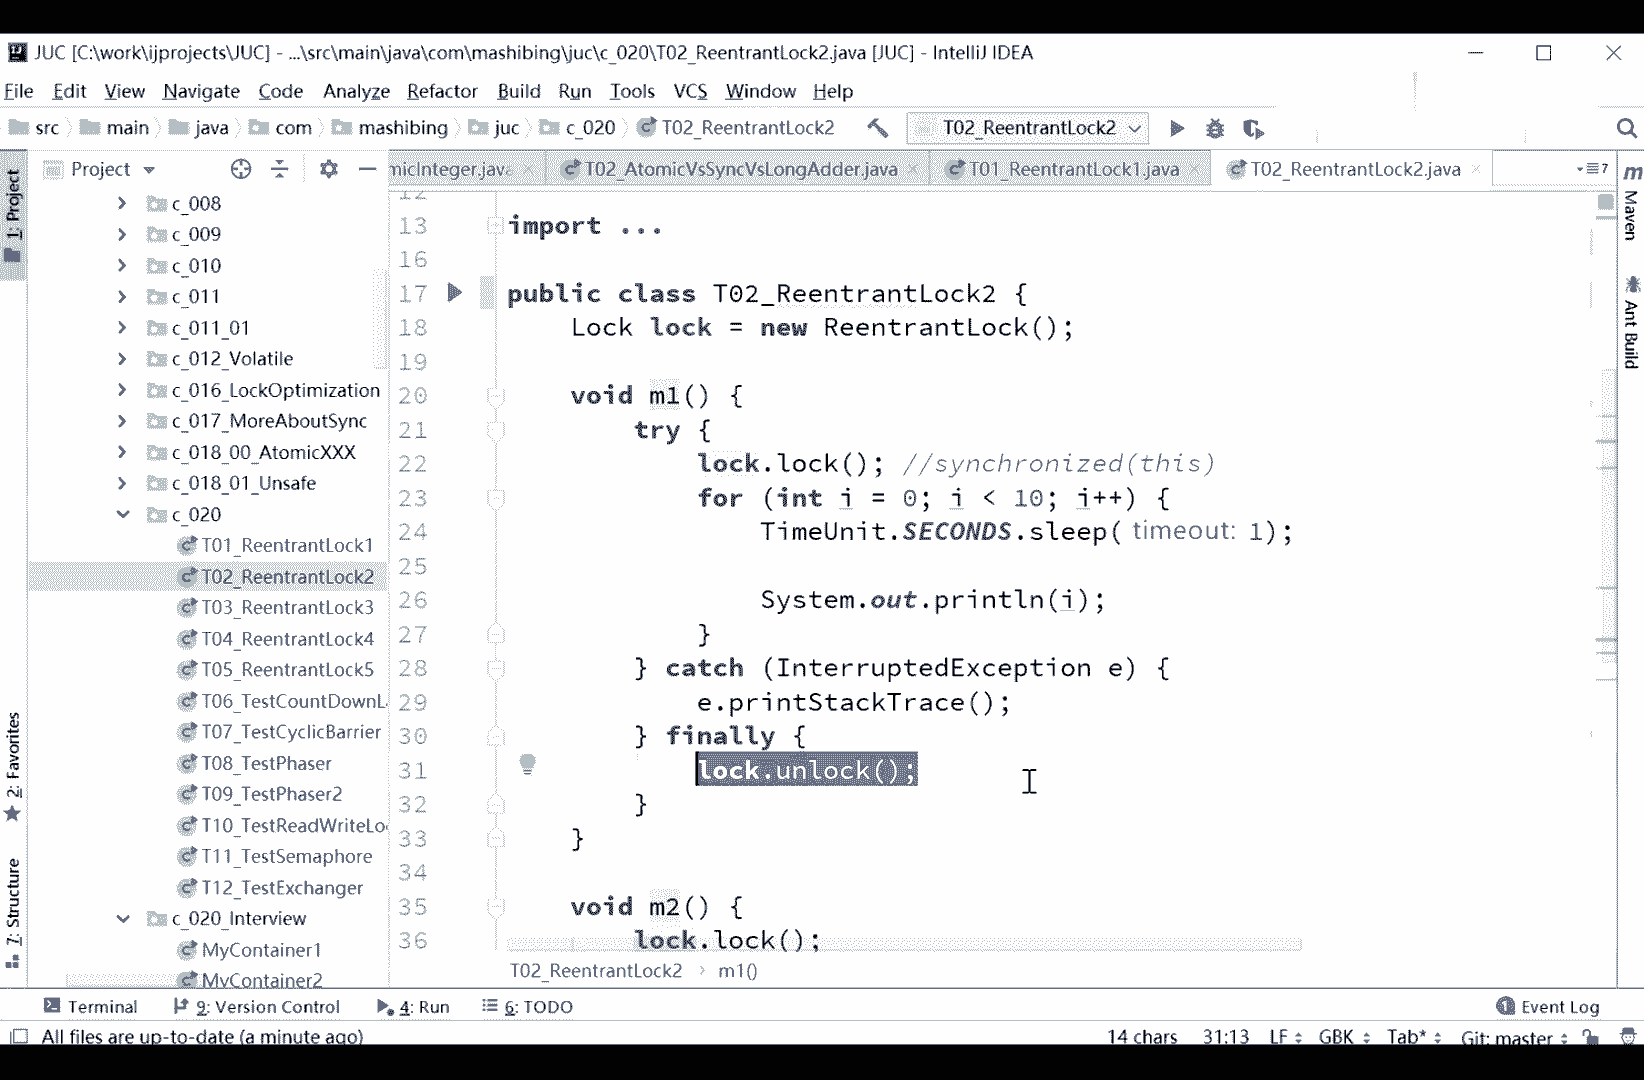 JUC [C:\work\ijprojects\JUC] - ...\src\main\java\com\mashibing\juc\c_020\T02_ReentrantLock2.java [JUC] - IntelliJ IDEA
File Edit View Navigate Code Analyze Refactor Build Run Tools VCS Window Help
src main java com mashibing juc c_020 T02_ReentrantLock2 T02_ReentrantLock2
Project micInteger.java T02_AtomicVsSyncVsLongAdder.java T01_ReentrantLock1.java T02_ReentrantLock2.java 7
1: Project
2: Favorites
7: Structure
c_008
c_009
c_010
c_011
c_011_01
c_012_Volatile
c_016_LockOptimization
c_017_MoreAboutSync
c_018_00_AtomicXXX
c_018_01_Unsafe
c_020
T01_ReentrantLock1
T02_ReentrantLock2
T03_ReentrantLock3
T04_ReentrantLock4
T05_ReentrantLock5
T06_TestCountDownL
T07_TestCyclicBarrier
T08_TestPhaser
T09_TestPhaser2
T10_TestReadWriteLo
T11_TestSemaphore
T12_TestExchanger
c_020_Interview
MyContainer1
MyContainer2
12
13 import ...
16
17 public class T02_ReentrantLock2 {
18 Lock lock = new ReentrantLock();
19
20 void m1() {
21 try {
22 lock.lock(); //synchronized(this)
23 for (int i = 0; i < 10; i++) {
24 TimeUnit.SECONDS.sleep( timeout: 1);
25
26 System.out.println(i);
27 }
28 } catch (InterruptedException e) {
29 e.printStackTrace();
30 } finally {
31 lock.unlock();
32 }
33 }
34
35 void m2() {
36 lock.lock();
T02_ReentrantLock2 › m1()
Maven
Ant Build
Terminal 9: Version Control 4: Run 6: TODO 1 Event Log
All files are up-to-date (a minute ago) 14 chars 31:13 LF GBK Tab* Git: master